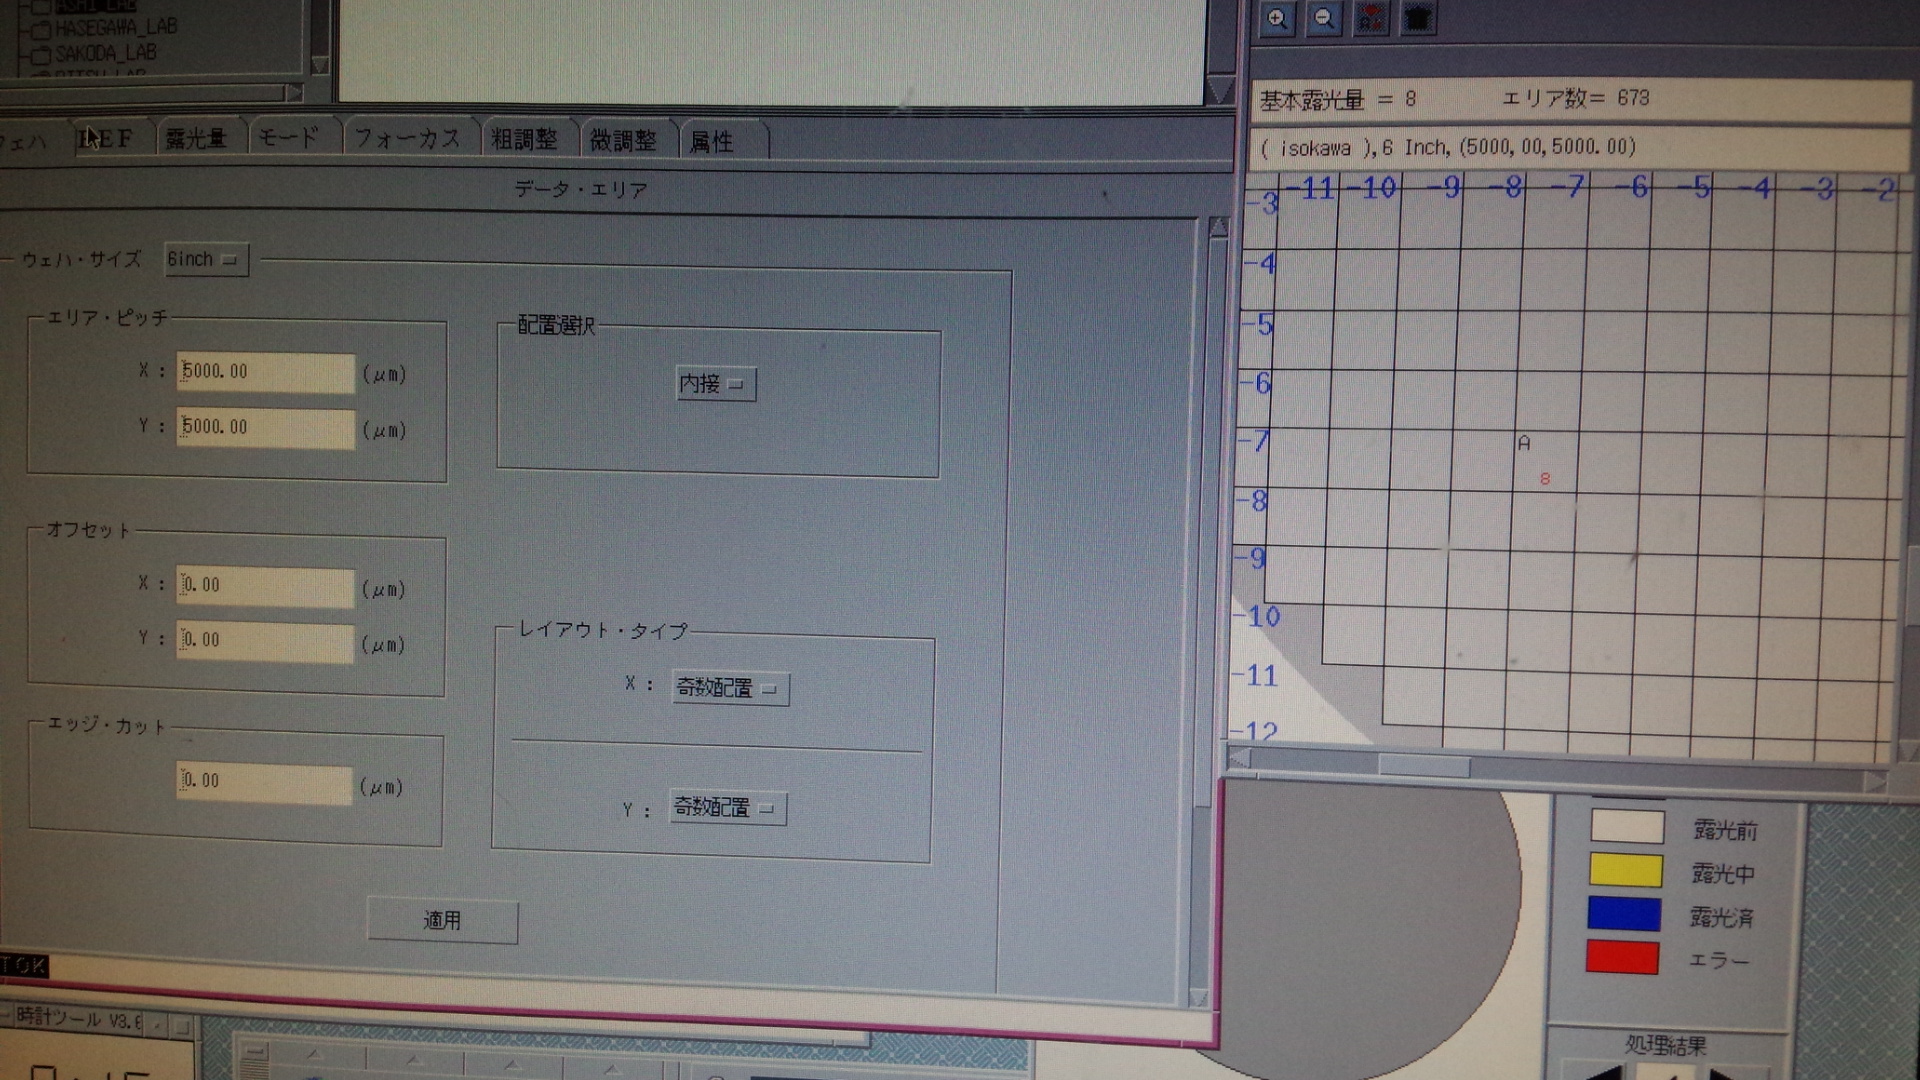 ASAI_LAB
HASEGAWA_LAB
SAKODA_LAB
DEF 露光量 モード フォーカス 粗調整 微調整 属性
データ・エリア
ウェハ・サイズ 6inch
エリア・ピッチ
X : 5000.00 (μm)
Y : 5000.00 (μm)
配置選択
内接
オフセット
X : 0.00 (μm)
Y : 0.00 (μm)
エッジ・カット
0.00 (μm)
レイアウト・タイプ
X : 奇数配置
Y : 奇数配置
適用
時計ツール
基本露光量 = 8 エリア数= 673
( isokawa ),6 Inch,(5000,00,5000.00)
-11 -10 -9 -8 -7 -6 -5 -4 -3 -2
-3
-4
-5
-6
-7
A
8
-8
-9
-10
-11
-12
露光前
露光中
露光済
エラー
処理結果